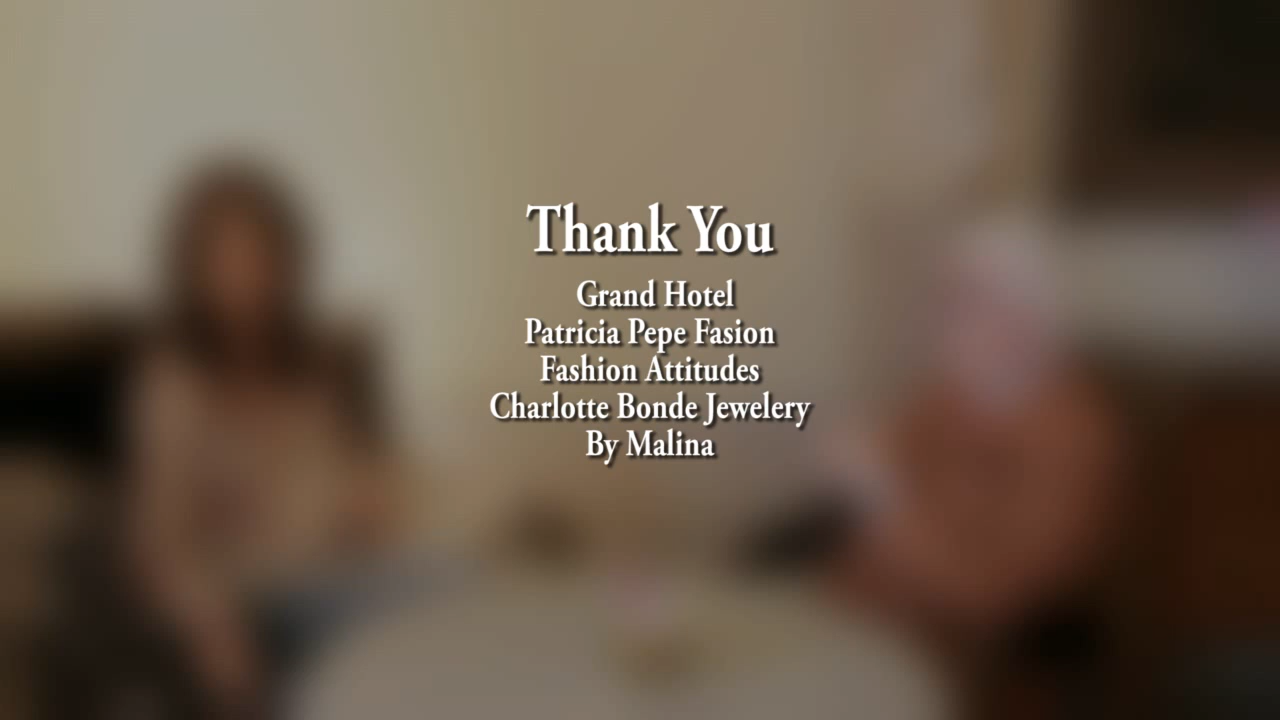 Thank You
Grand Hotel
Patricia Pepe Fasion
Fashion Attitudes
Charlotte Bonde Jewelery
By Malina